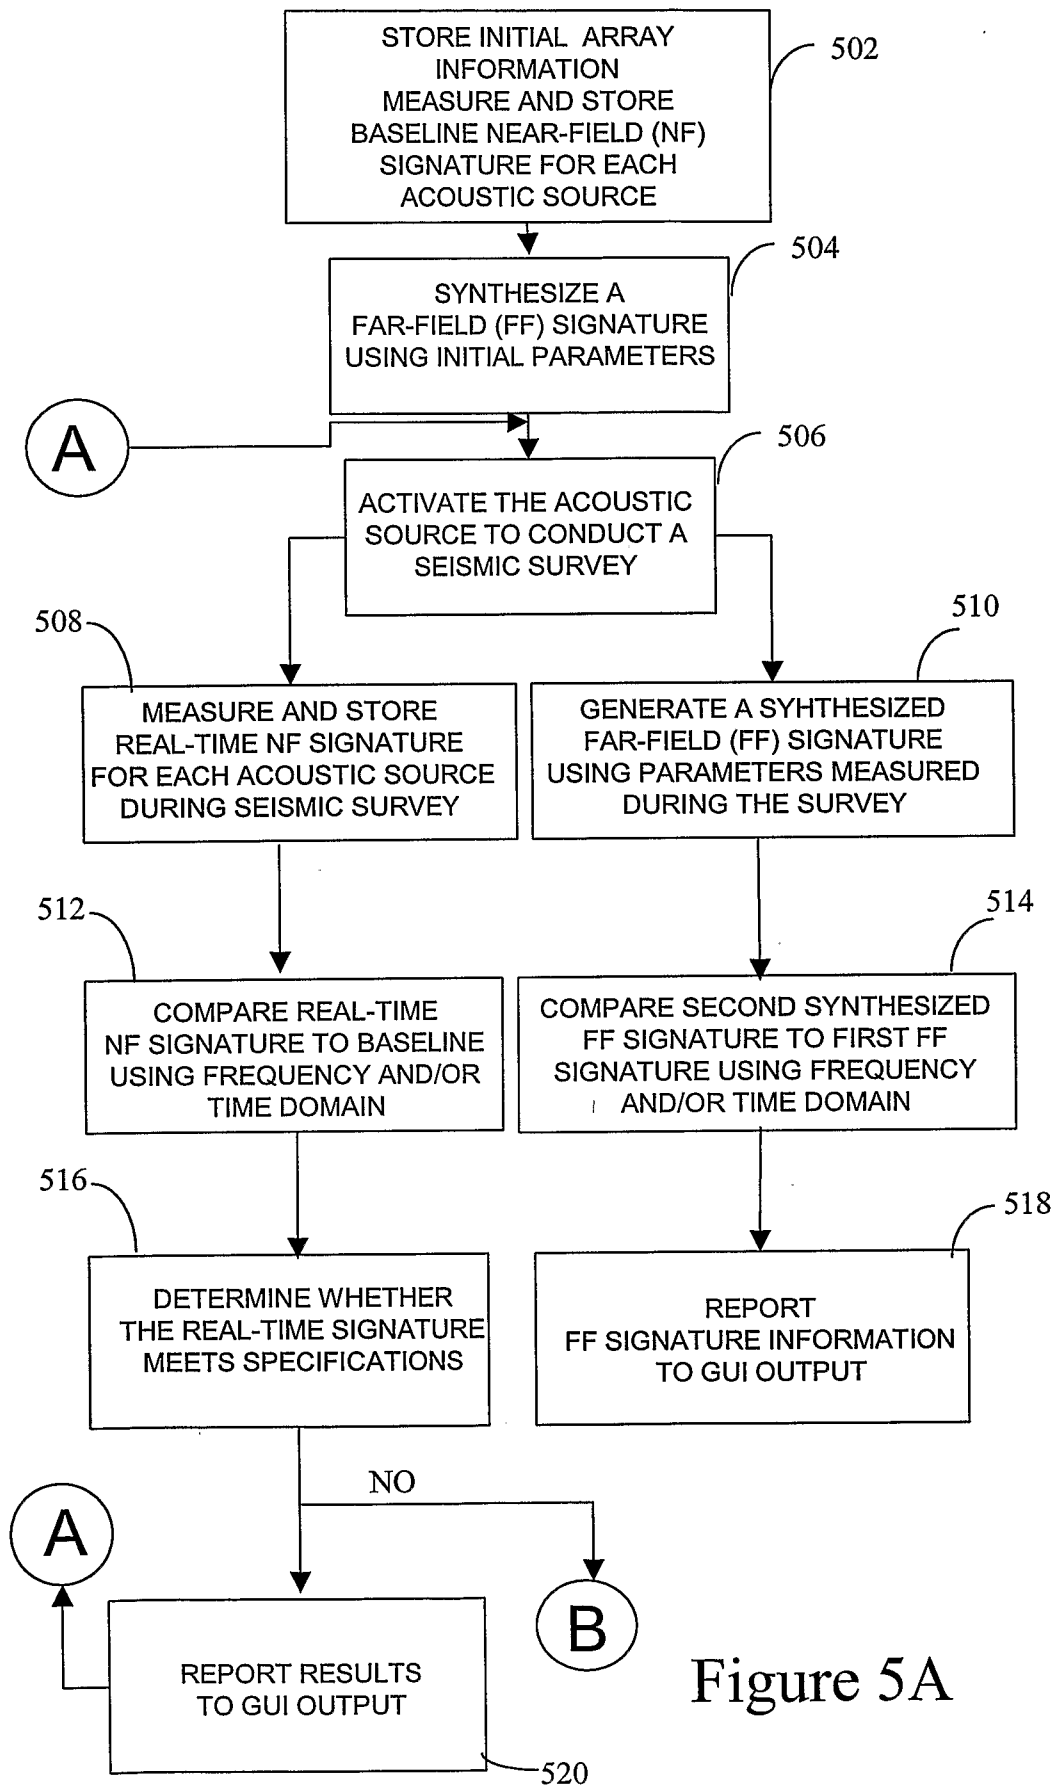 STORE INITIAL ARRAY
INFORMATION
MEASURE AND STORE
BASELINE NEAR-FIELD (NF)
SIGNATURE FOR EACH
ACOUSTIC SOURCE
502
504
SYNTHESIZE A
FAR-FIELD (FF) SIGNATURE
USING INITIAL PARAMETERS
A
506
ACTIVATE THE ACOUSTIC
SOURCE TO CONDUCT A
SEISMIC SURVEY
508
MEASURE AND STORE
REAL-TIME NF SIGNATURE
FOR EACH ACOUSTIC SOURCE
DURING SEISMIC SURVEY
510
GENERATE A SYHTHESIZED
FAR-FIELD (FF) SIGNATURE
USING PARAMETERS MEASURED
DURING THE SURVEY
512
COMPARE REAL-TIME
NF SIGNATURE TO BASELINE
USING FREQUENCY AND/OR
TIME DOMAIN
514
COMPARE SECOND SYNTHESIZED
FF SIGNATURE TO FIRST FF
SIGNATURE USING FREQUENCY
AND/OR TIME DOMAIN
516
DETERMINE WHETHER
THE REAL-TIME SIGNATURE
MEETS SPECIFICATIONS
518
REPORT
FF SIGNATURE INFORMATION
TO GUI OUTPUT
NO
A
B
REPORT RESULTS
TO GUI OUTPUT
520
Figure 5A